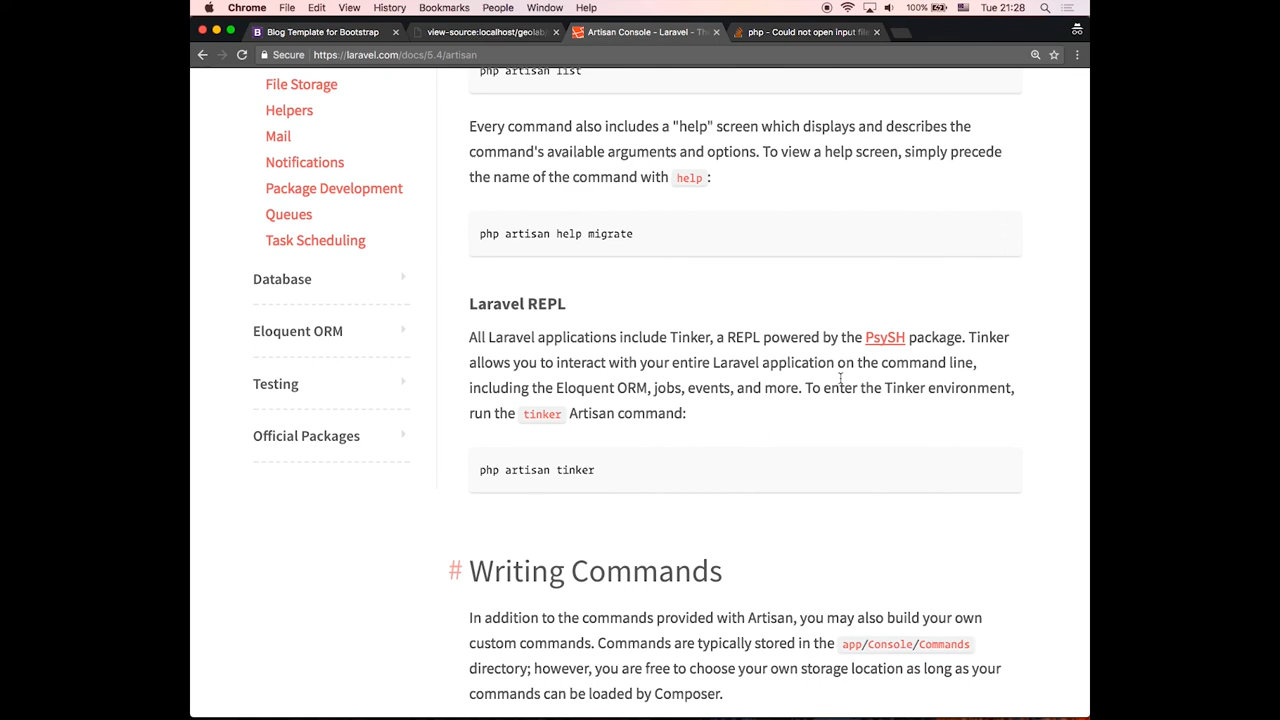 Chrome File Edit View History Bookmarks People Window Help 100% Tue 21:28
Blog Template for Bootstrap
view-source:localhost/geolab
Artisan Console - Laravel - Th
php - Could not open input file
Secure https://laravel.com/docs/5.4/artisan
File Storage
Helpers
Mail
Notifications
Package Development
Queues
Task Scheduling
Database
Eloquent ORM
Testing
Official Packages
php artisan list
Every command also includes a "help" screen which displays and describes the
command's available arguments and options. To view a help screen, simply precede
the name of the command with help :
php artisan help migrate
Laravel REPL
All Laravel applications include Tinker, a REPL powered by the PsySH package. Tinker
allows you to interact with your entire Laravel application on the command line,
including the Eloquent ORM, jobs, events, and more. To enter the Tinker environment,
run the tinker Artisan command:
php artisan tinker
# Writing Commands
In addition to the commands provided with Artisan, you may also build your own
custom commands. Commands are typically stored in the app/Console/Commands
directory; however, you are free to choose your own storage location as long as your
commands can be loaded by Composer.